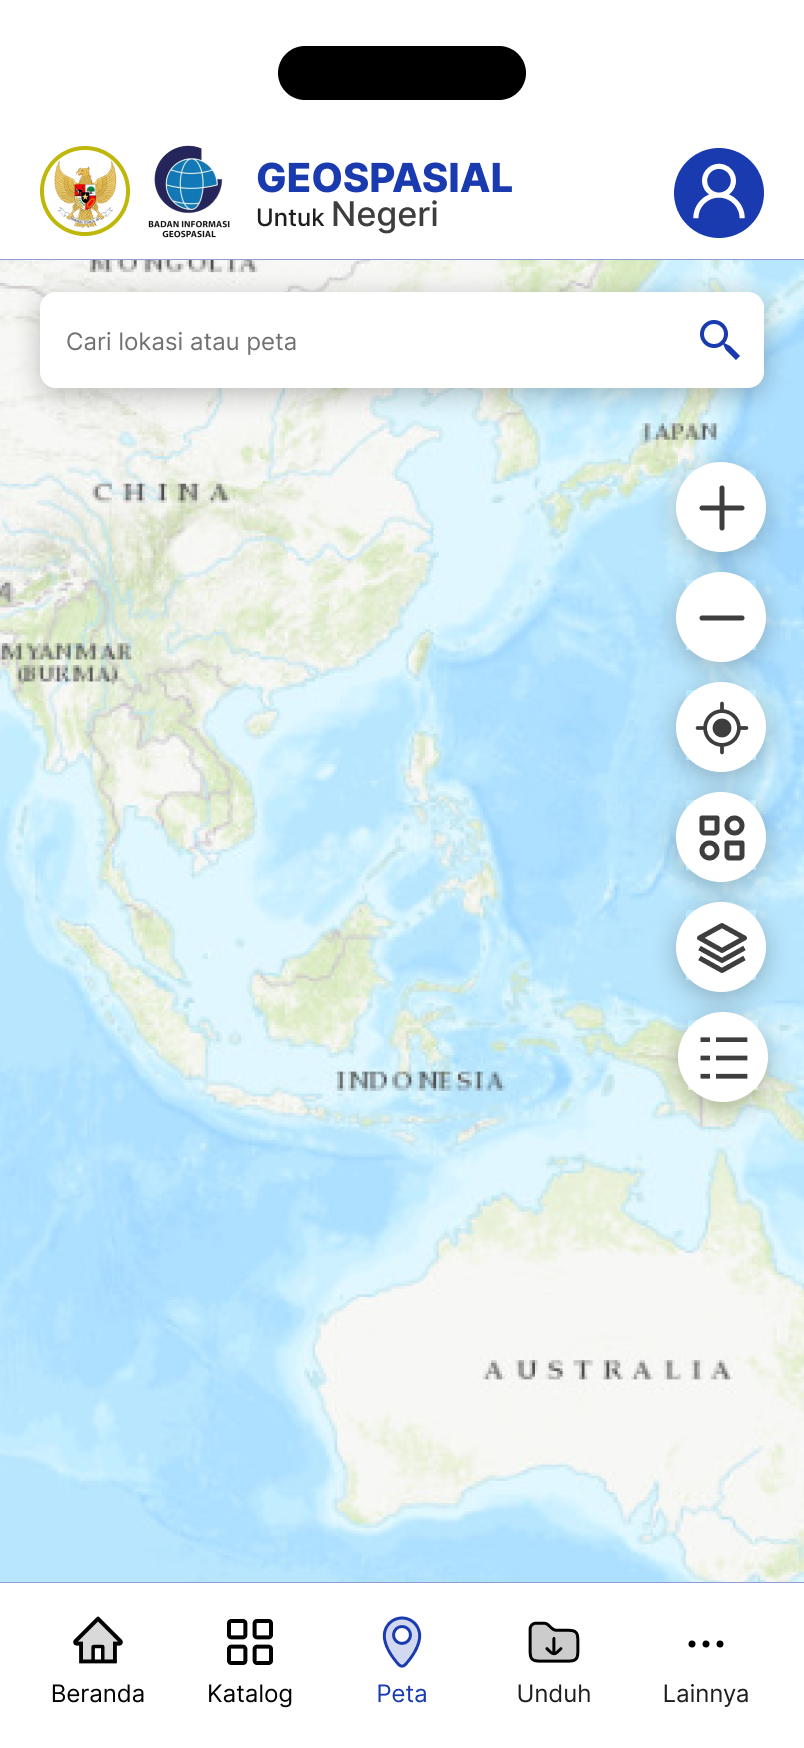 BADAN INFORMASI
GEOSPASIAL
GEOSPASIAL
Untuk Negeri
MONGOLIA
Cari lokasi atau peta
JAPAN
CHINA
MYANMAR
(BURMA)
INDONESIA
AUSTRALIA
Beranda
Katalog
Peta
Unduh
Lainnya